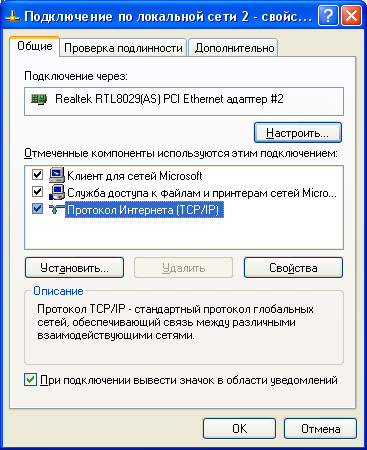 Подключение по локальной сети 2 - свойс...
Общие
Проверка подлинности
Дополнительно
Подключение через:
Realtek RTL8029(AS) PCI Ethernet адаптер #2
Настроить...
Отмеченные компоненты используются этим подключением:
Клиент для сетей Microsoft
Служба доступа к файлам и принтерам сетей Micro...
Протокол Интернета (TCP/IP)
Установить...
Удалить
Свойства
Описание
Протокол TCP/IP - стандартный протокол глобальных
сетей, обеспечивающий связь между различными
взаимодействующими сетями.
При подключении вывести значок в области уведомлений
OK
Отмена